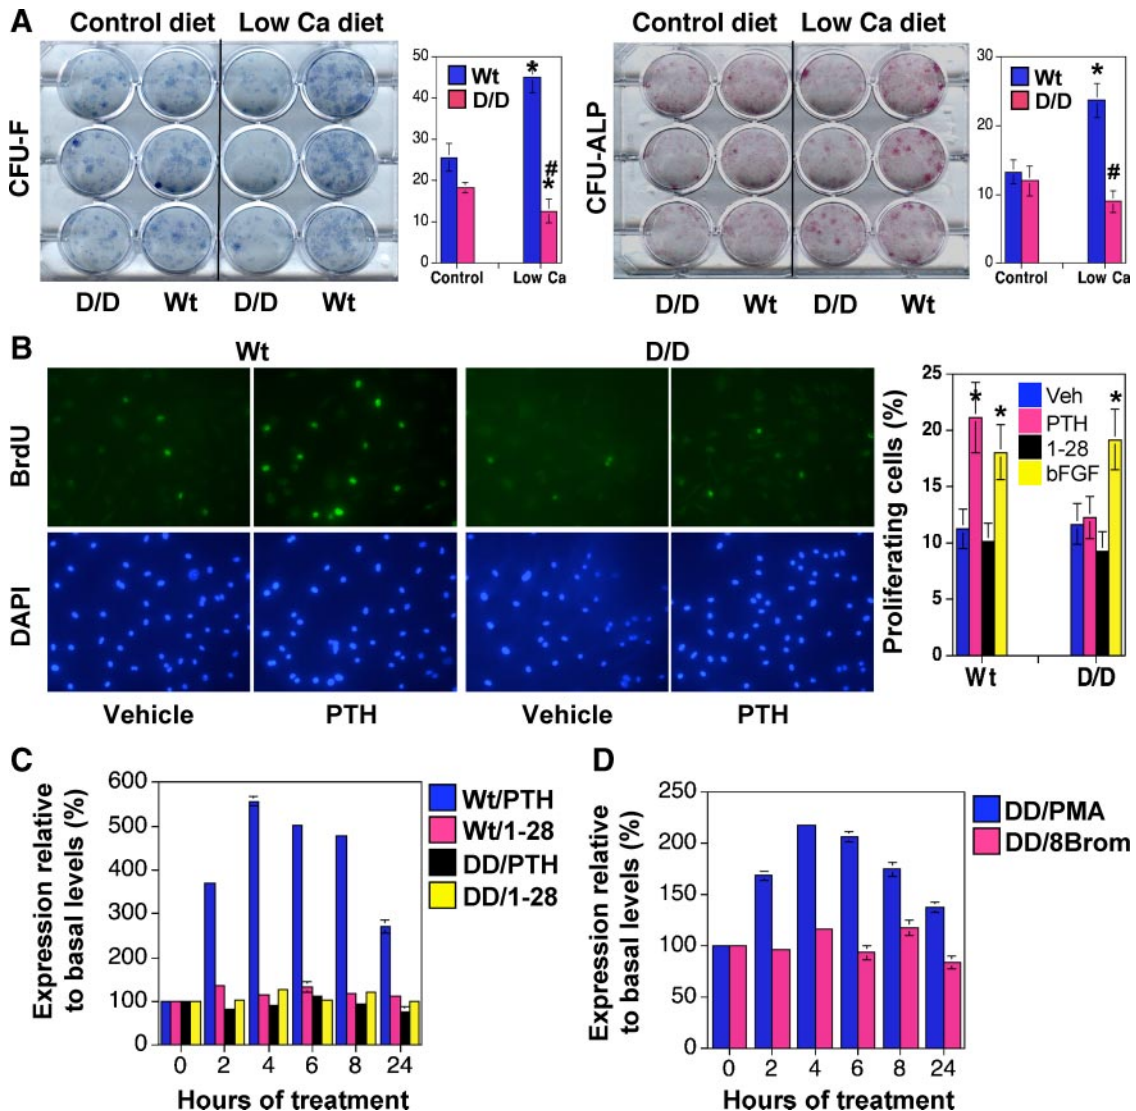 A
Control diet Low Ca diet
CFU-F
50
40
30
20
10
0
Wt
D/D
*
#
*
Control Low Ca
D/D Wt D/D Wt
Control diet Low Ca diet
CFU-ALP
30
20
10
0
Wt
D/D
*
#
Control Low Ca
D/D Wt D/D Wt
B
Wt D/D
BrdU
DAPI
Vehicle PTH Vehicle PTH
Proliferating cells (%)
25
20
15
10
5
0
Veh
PTH
1-28
bFGF
* * *
Wt D/D
C
Expression relative
to basal levels (%)
600
500
400
300
200
100
0
0 2 4 6 8 24
Hours of treatment
Wt/PTH
Wt/1-28
DD/PTH
DD/1-28
D
Expression relative
to basal levels (%)
250
200
150
100
50
0
0 2 4 6 8 24
Hours of treatment
DD/PMA
DD/8Brom